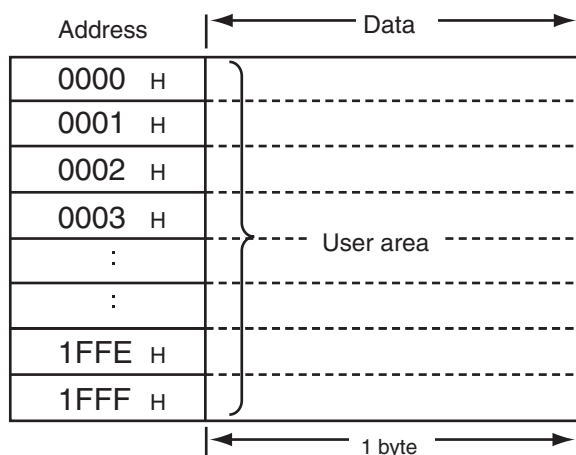 Address Data
0000 H
0001 H
0002 H
0003 H
User area
:
:
1FFE H
1FFF H
1 byte